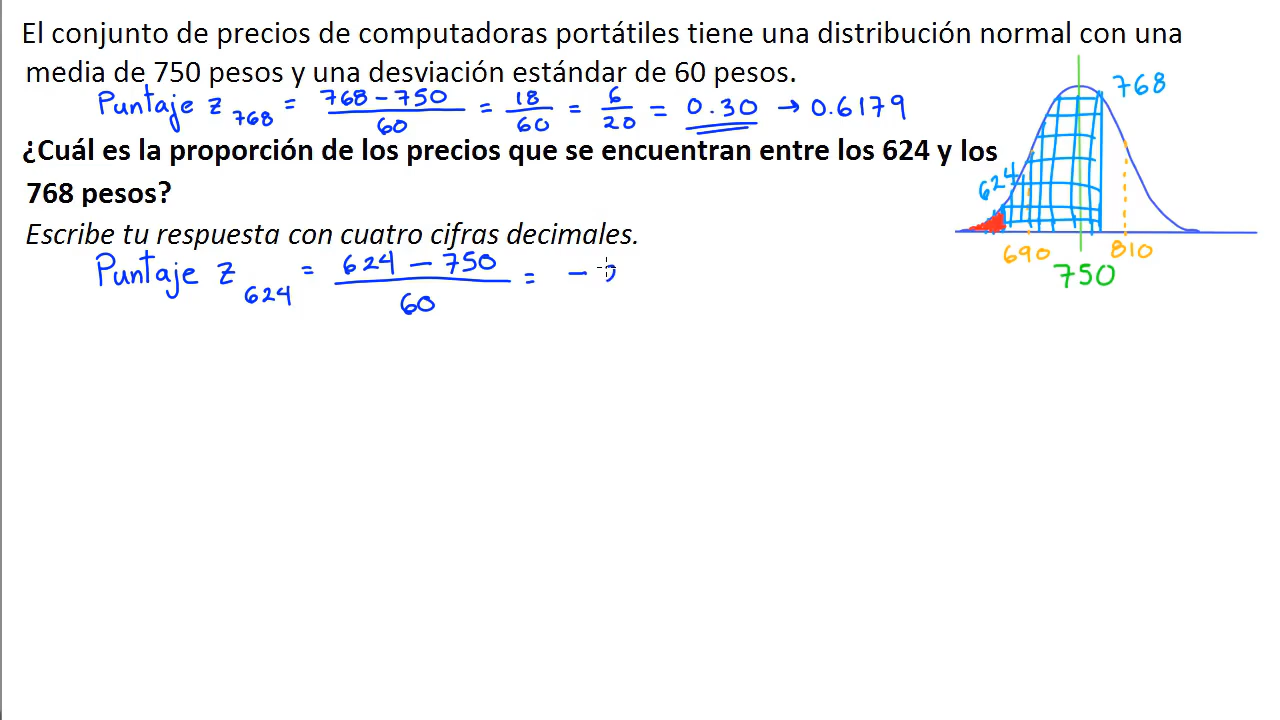 El conjunto de precios de computadoras portátiles tiene una distribución normal con una
media de 750 pesos y una desviación estándar de 60 pesos.
Puntaje z 768 = 768 - 750 / 60 = 18 / 60 = 6 / 20 = 0.30 → 0.6179
¿Cuál es la proporción de los precios que se encuentran entre los 624 y los
768 pesos?
Escribe tu respuesta con cuatro cifras decimales.
Puntaje z 624 = 624 - 750 / 60 = -
768
624
690
810
750